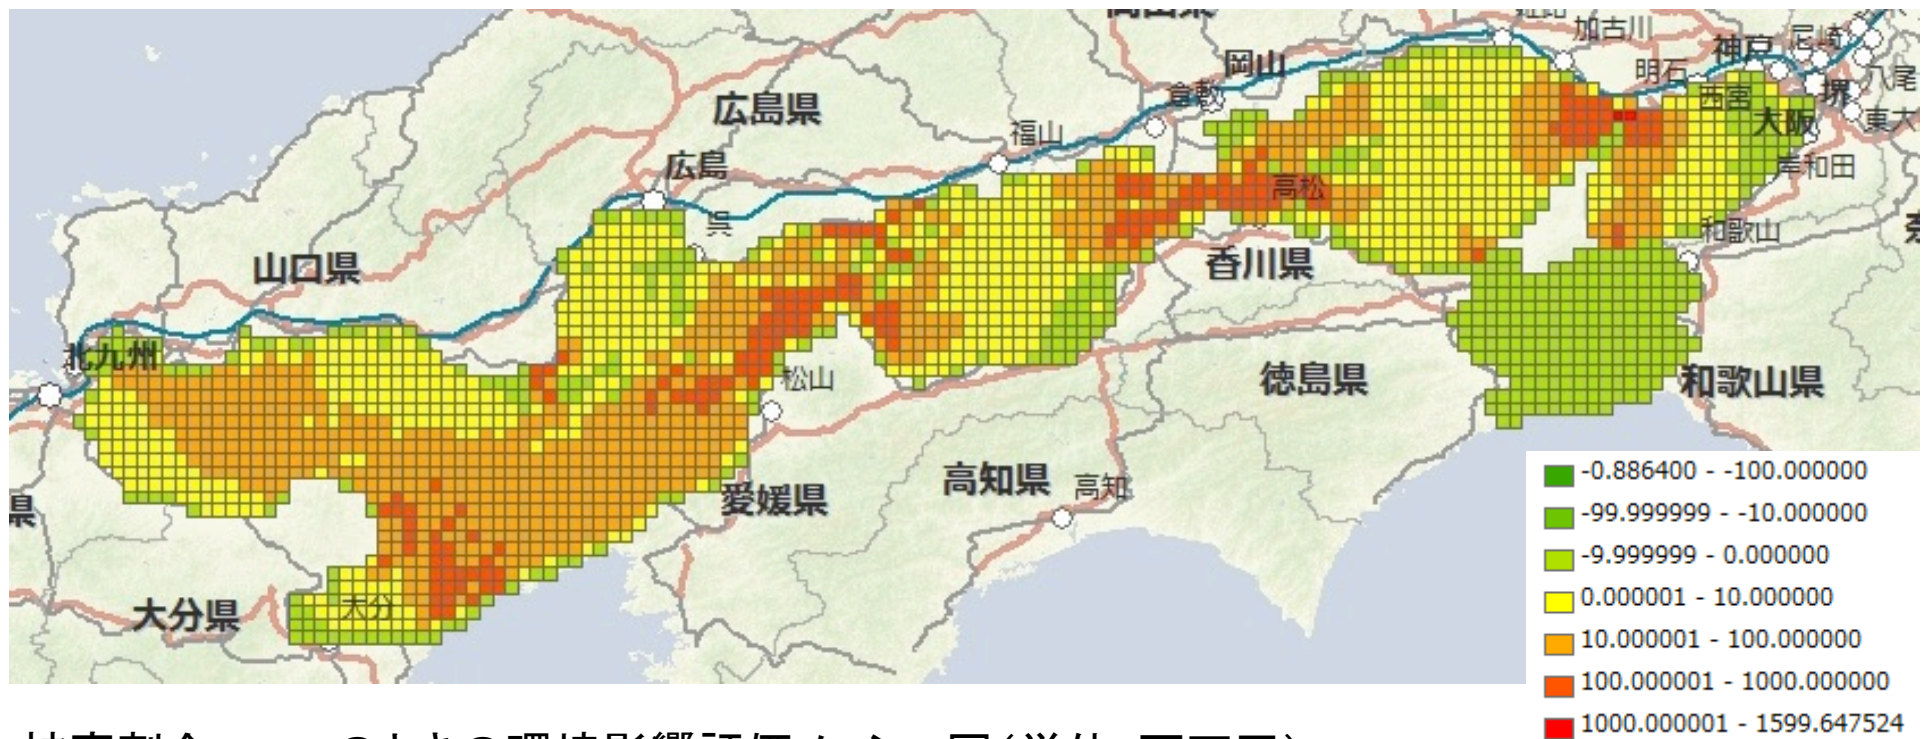 加古川
神戸
尼崎
岡山
明石
八尾
倉敷
西宮
堺
広島県
大阪
東大
福山
広島
岸和田
高松
呉
和歌山
山口県
香川県
北九州
松山
徳島県
和歌山県
愛媛県
高知県
高知
県
大分県
大分
-0.886400 - -100.000000
-99.999999 - -10.000000
-9.999999 - 0.000000
0.000001 - 10.000000
10.000001 - 100.000000
100.000001 - 1000.000000
1000.000001 - 1599.647524